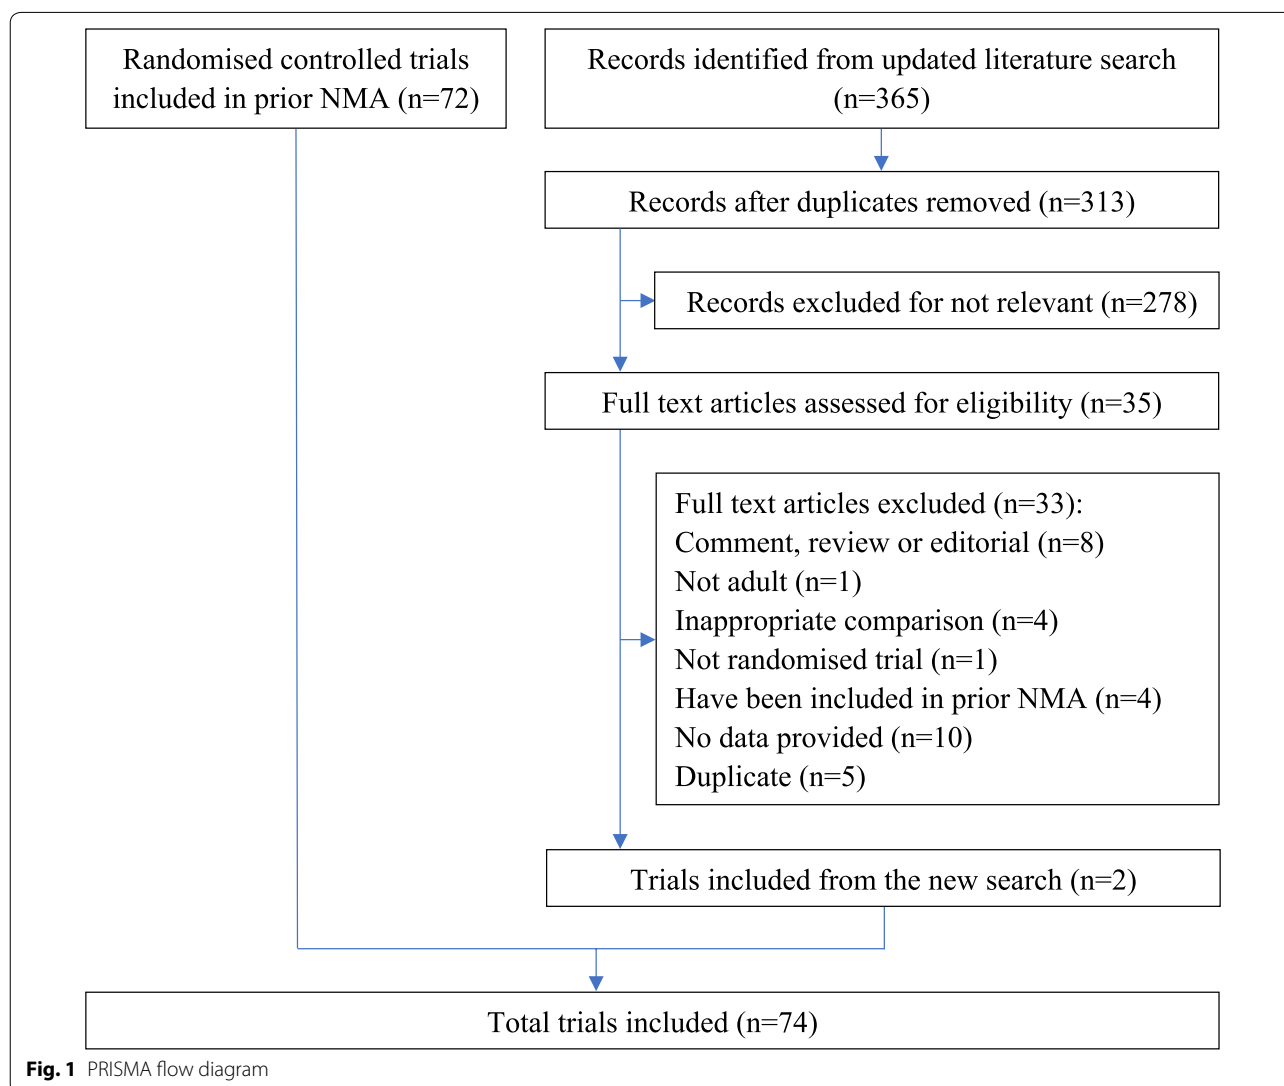 Randomised controlled trials
included in prior NMA (n=72)
Records identified from updated literature search
(n=365)
Records after duplicates removed (n=313)
Records excluded for not relevant (n=278)
Full text articles assessed for eligibility (n=35)
Full text articles excluded (n=33):
Comment, review or editorial (n=8)
Not adult (n=1)
Inappropriate comparison (n=4)
Not randomised trial (n=1)
Have been included in prior NMA (n=4)
No data provided (n=10)
Duplicate (n=5)
Trials included from the new search (n=2)
Total trials included (n=74)
Fig. 1 PRISMA flow diagram